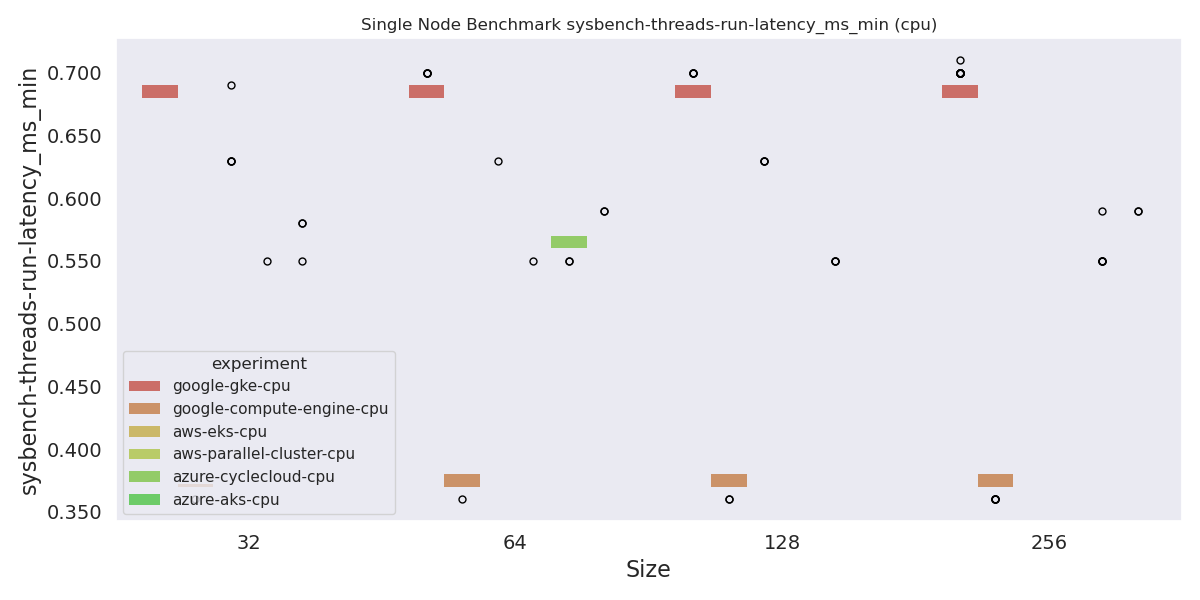 Single Node Benchmark sysbench-threads-run-latency_ms_min (cpu)
sysbench-threads-run-latency_ms_min
0.700
0.650
0.600
0.550
0.500
0.450
0.400
0.350
experiment
google-gke-cpu
google-compute-engine-cpu
aws-eks-cpu
aws-parallel-cluster-cpu
azure-cyclecloud-cpu
azure-aks-cpu
32 64 128 256
Size